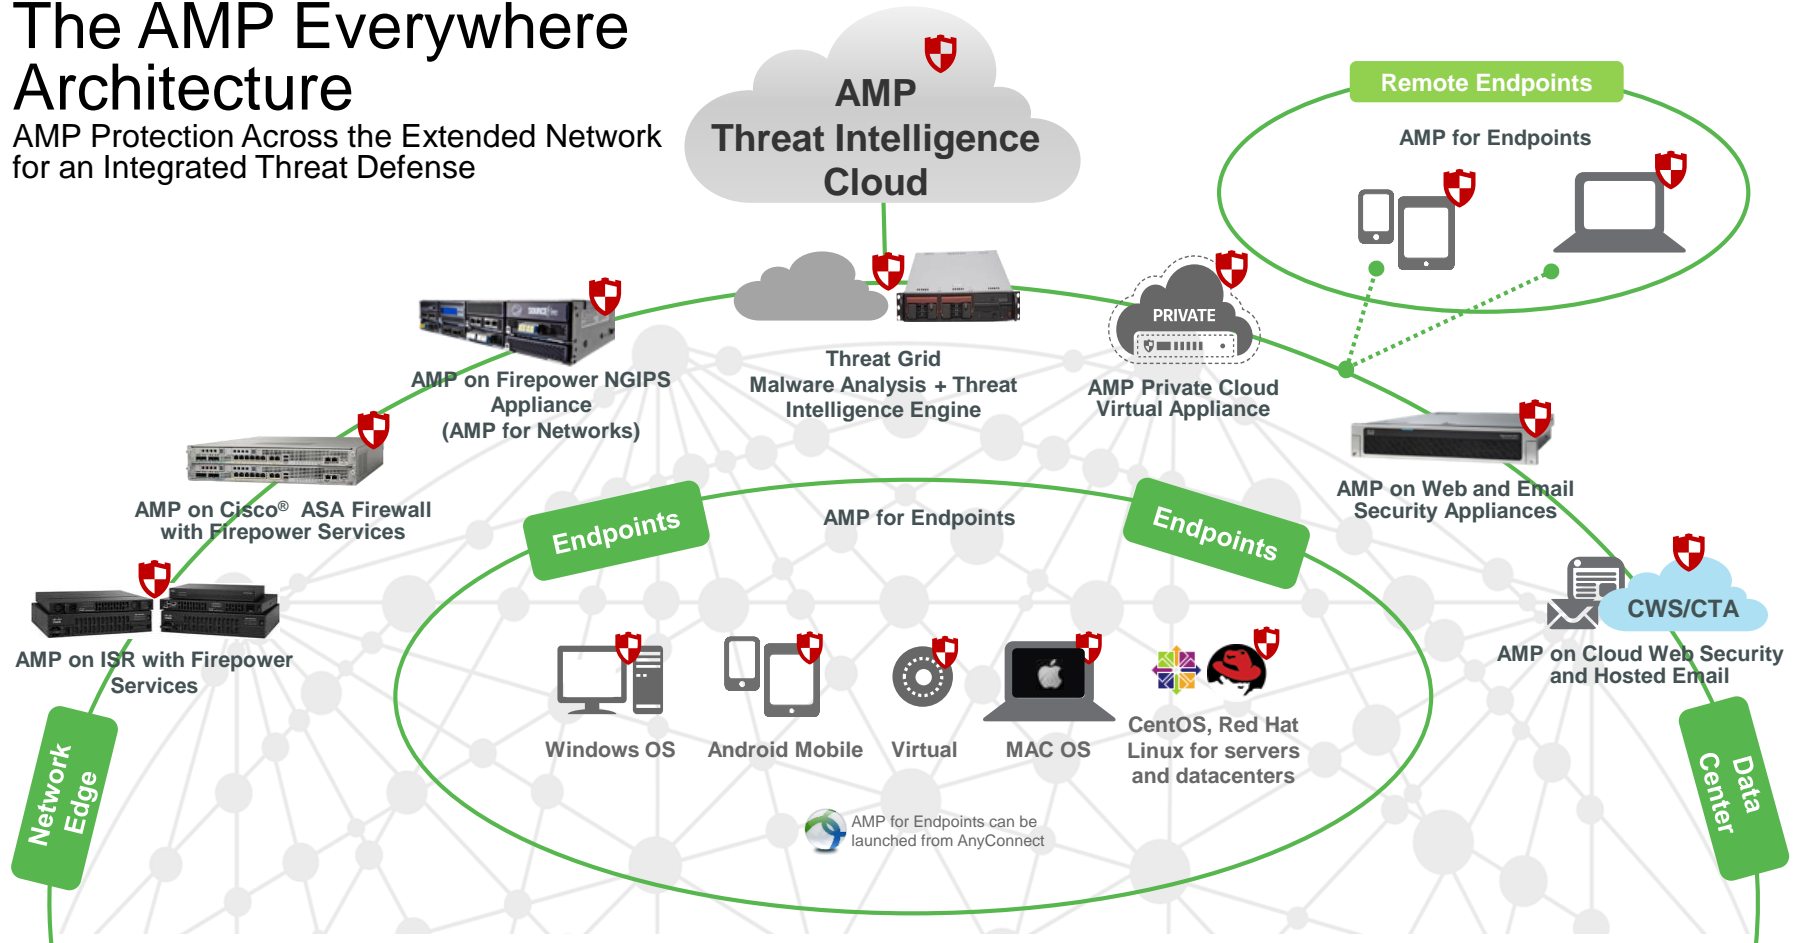 The AMP Everywhere
Architecture
AMP Protection Across the Extended Network
for an Integrated Threat Defense
AMP
Threat Intelligence
Cloud
Remote Endpoints
AMP for Endpoints
PRIVATE
Threat Grid
Malware Analysis + Threat
Intelligence Engine
AMP Private Cloud
Virtual Appliance
AMP on Firepower NGIPS
Appliance
(AMP for Networks)
AMP on Cisco® ASA Firewall
with Firepower Services
AMP on Web and Email
Security Appliances
Endpoints
AMP for Endpoints
Endpoints
CWS/CTA
AMP on ISR with Firepower
Services
AMP on Cloud Web Security
and Hosted Email
Windows OS
Android Mobile
Virtual
MAC OS
CentOS, Red Hat
Linux for servers
and datacenters
Network
Edge
Data
Center
AMP for Endpoints can be
launched from AnyConnect